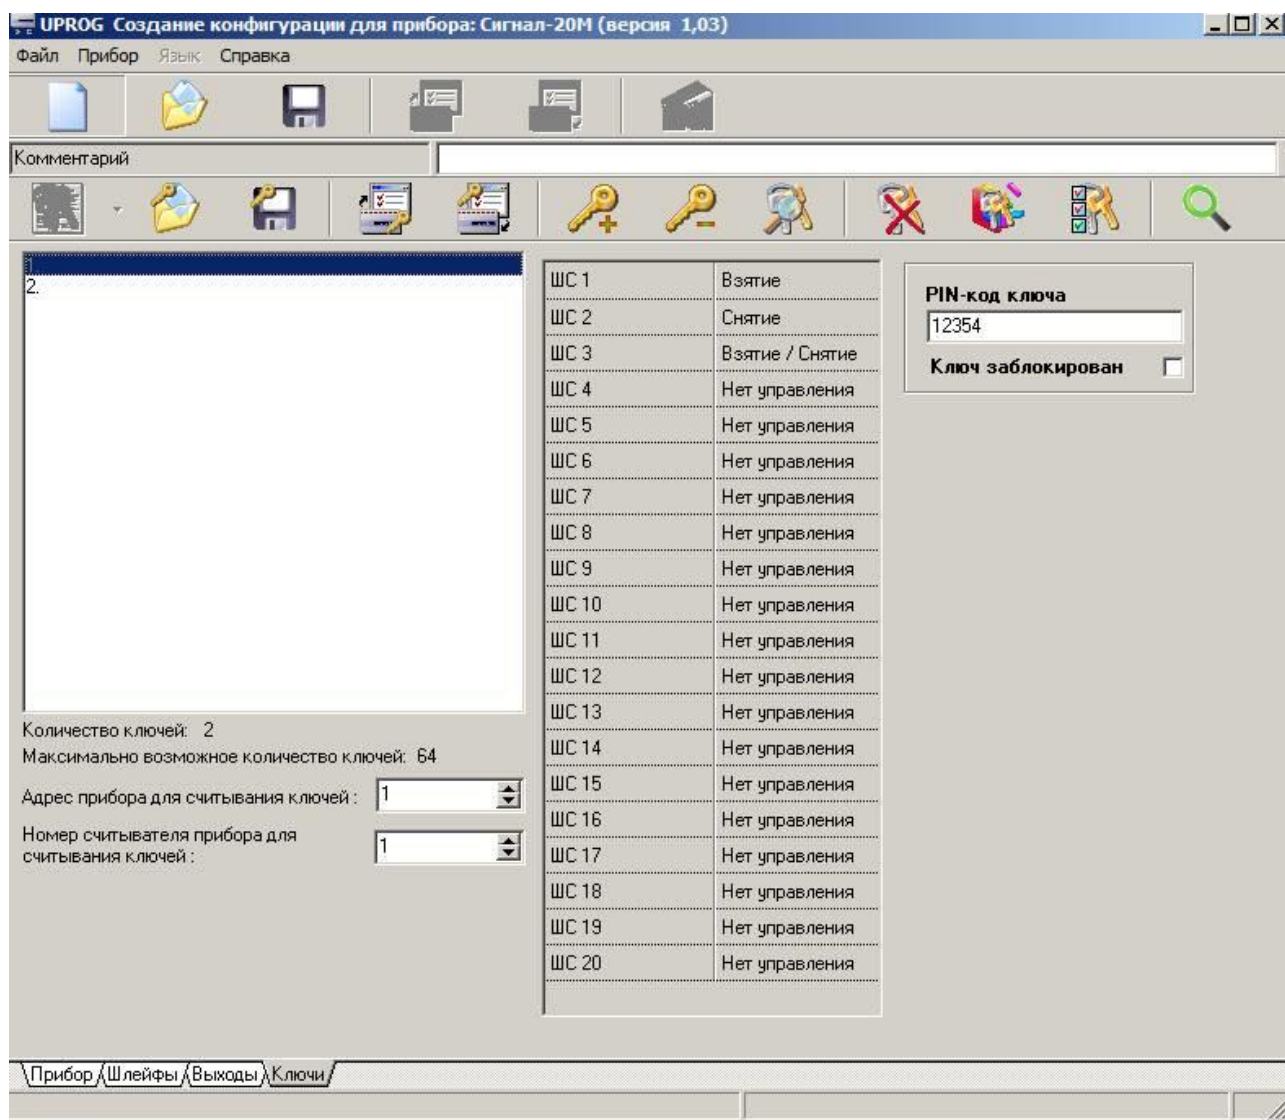 UPROG Создание конфигурации для прибора: Сигнал-20М (версия 1,03)
Файл Прибор Язык Справка
Комментарий
1.
2.
Количество ключей: 2
Максимально возможное количество ключей: 64
Адрес прибора для считывания ключей : 1
Номер считывателя прибора для
считывания ключей : 1
ШС 1 Взятие
ШС 2 Снятие
ШС 3 Взятие / Снятие
ШС 4 Нет управления
ШС 5 Нет управления
ШС 6 Нет управления
ШС 7 Нет управления
ШС 8 Нет управления
ШС 9 Нет управления
ШС 10 Нет управления
ШС 11 Нет управления
ШС 12 Нет управления
ШС 13 Нет управления
ШС 14 Нет управления
ШС 15 Нет управления
ШС 16 Нет управления
ШС 17 Нет управления
ШС 18 Нет управления
ШС 19 Нет управления
ШС 20 Нет управления
PIN-код ключа
12354
Ключ заблокирован
Прибор Шлейфы Выходы Ключи